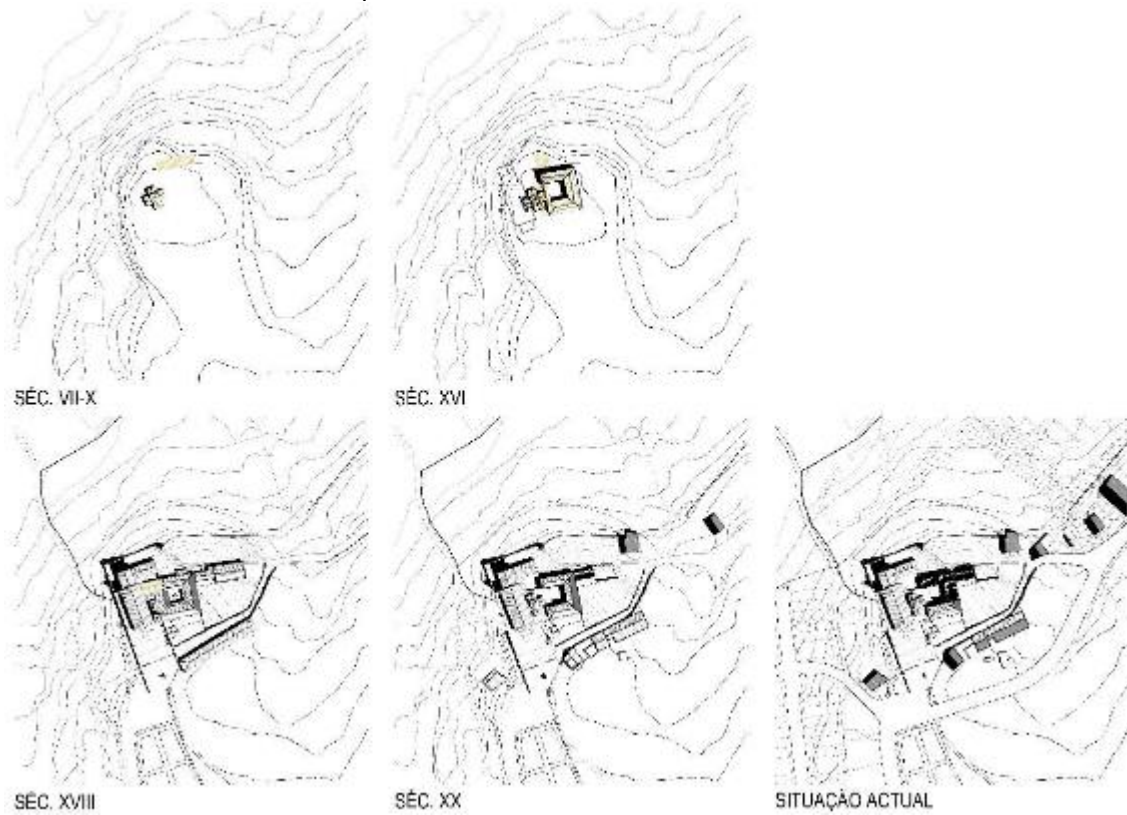 SÉC. VII-X
SÉC. XVI
SÉC. XVIII
SÉC. XX
SITUAÇÃO ACTUAL